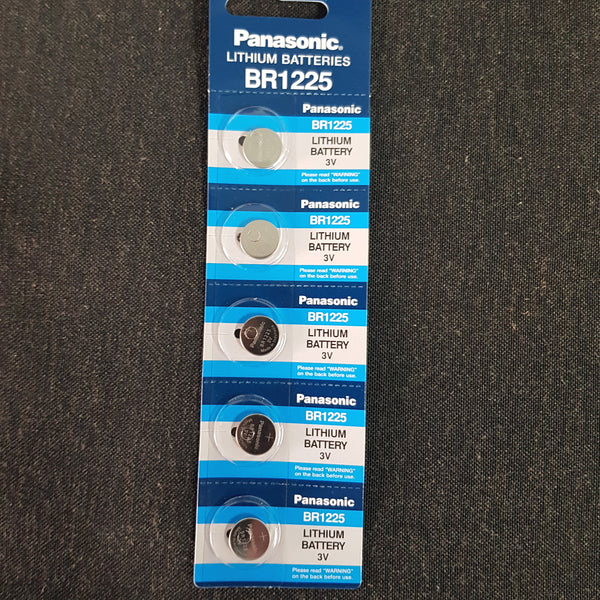 Panasonic
LITHIUM BATTERIES
BR1225
Panasonic
BR1225
LITHIUM
BATTERY
3V
Please read "WARNING"
on the back before use.
Panasonic
BR1225
LITHIUM
BATTERY
3V
Please read "WARNING"
on the back before use.
Panasonic
BR1225
LITHIUM
BATTERY
3V
Please read "WARNING"
on the back before use.
Panasonic
Panasonic
BR1225
LITHIUM
BATTERY
3V
Please read "WARNING"
on the back before use.
Panasonic
+
Panasonic
BR1225
LITHIUM
BATTERY
3V
Please read "WARNING"
on the back before use.
+